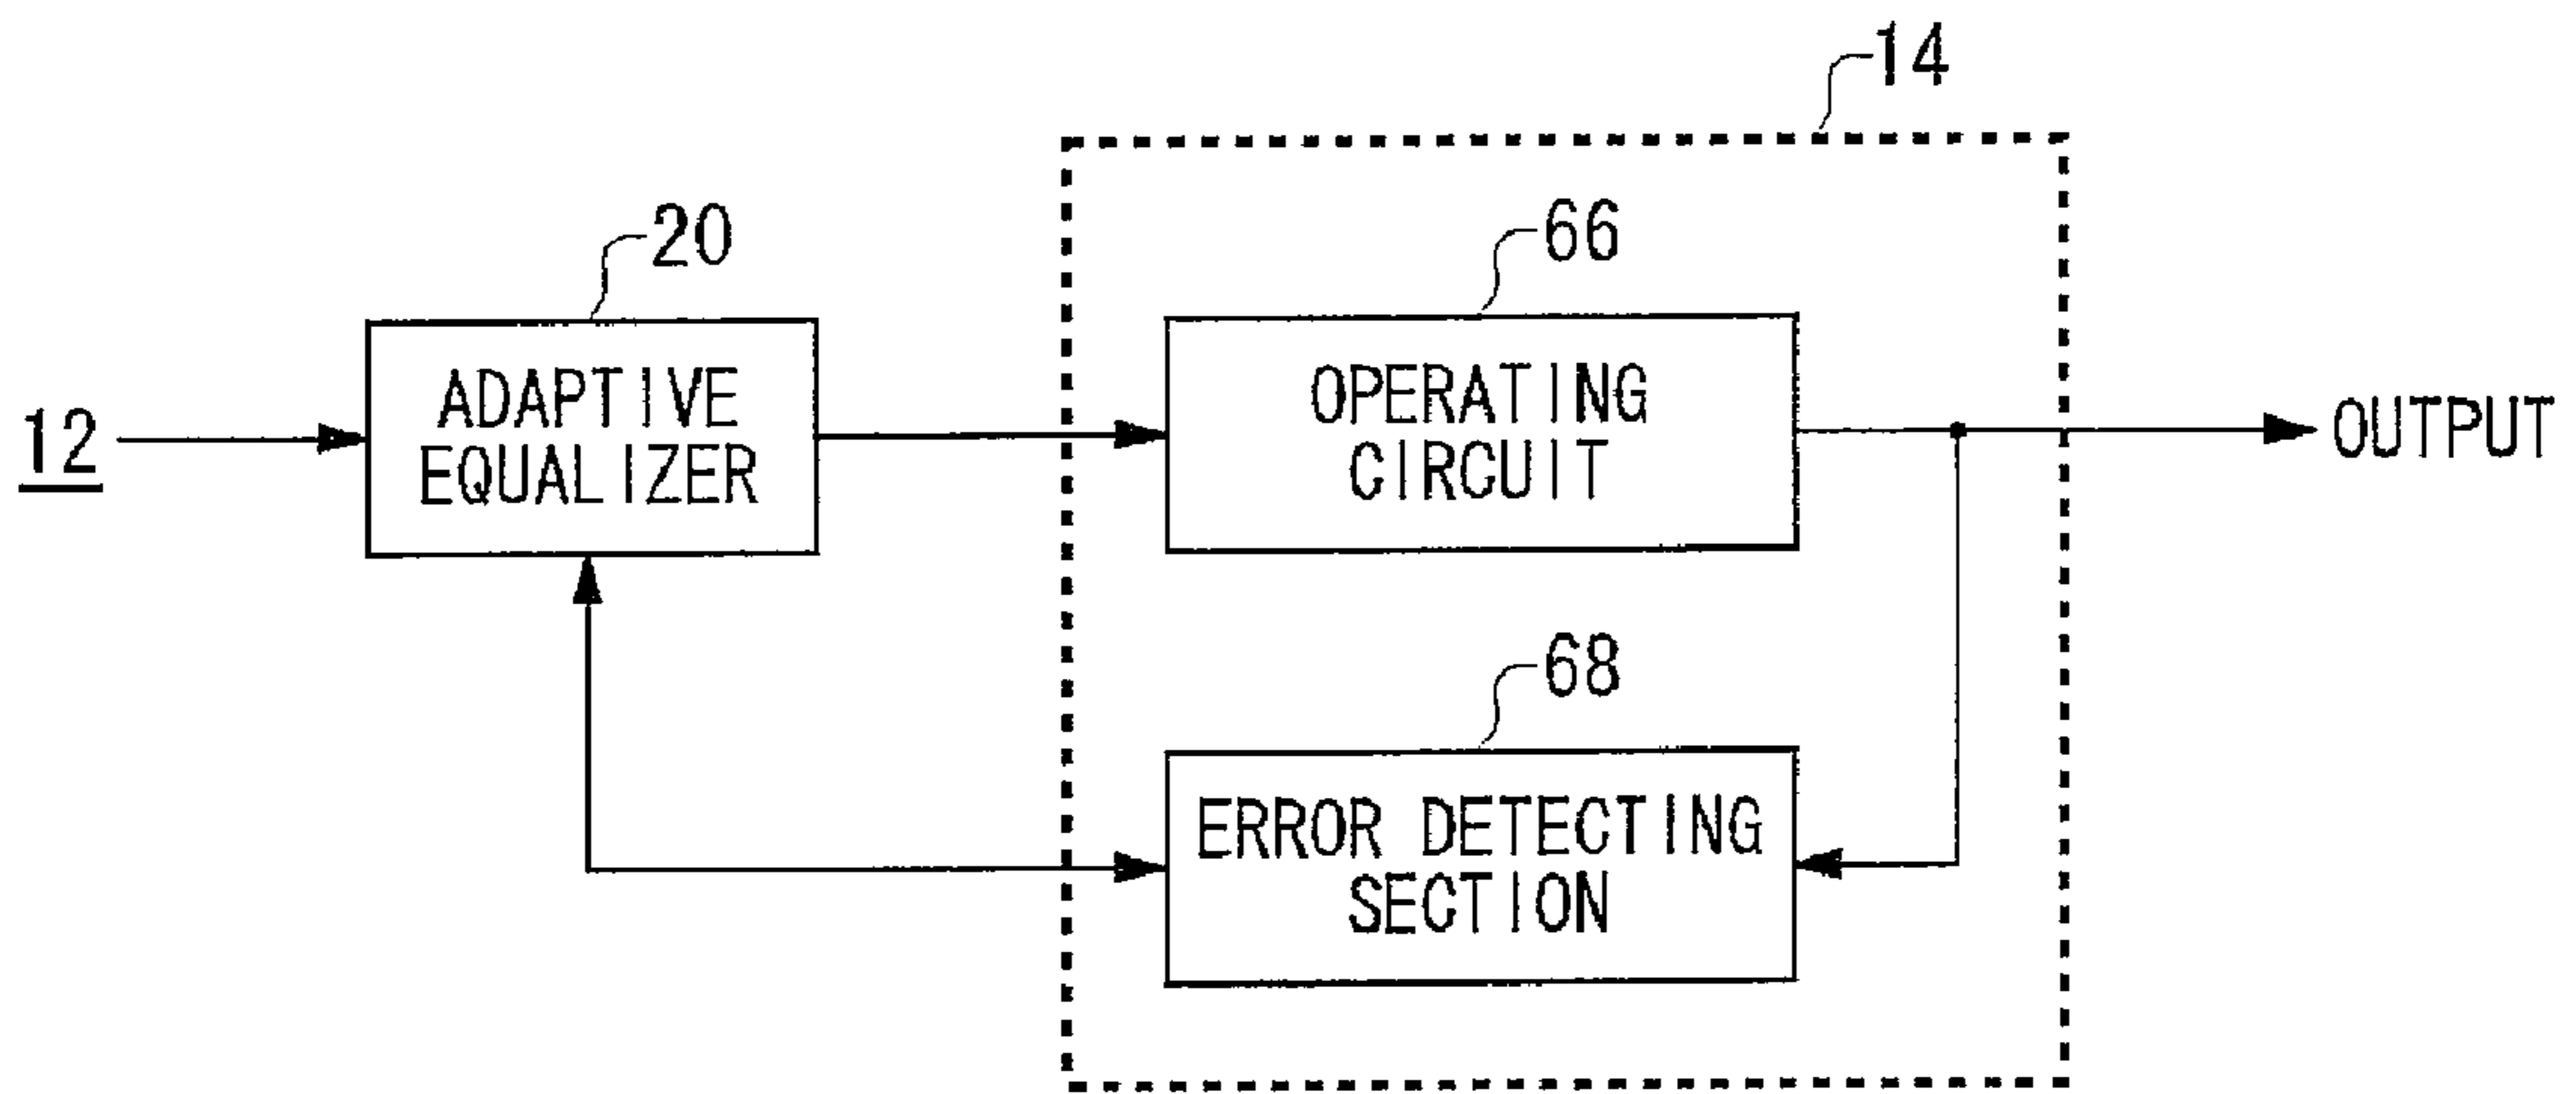 14
20
66
ADAPTIVE
EQUALIZER
OPERATING
CIRCUIT
12
OUTPUT
68
ERROR DETECTING
SECTION